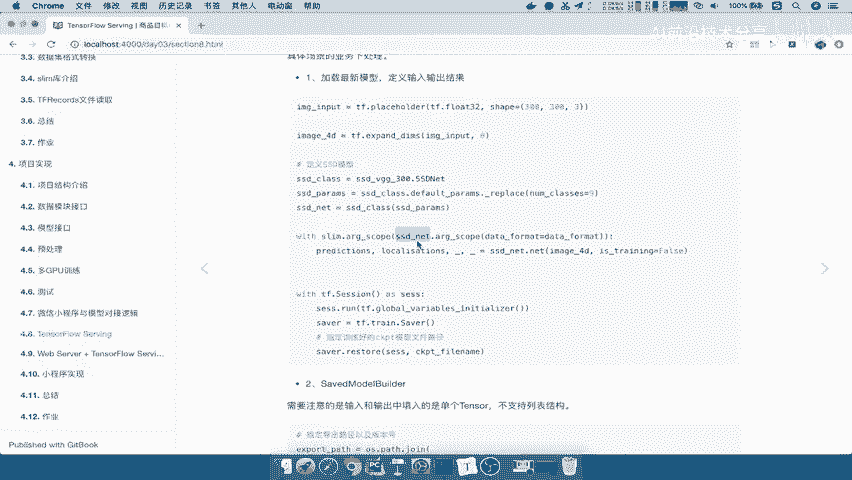 Chrome 文件 修改 视图 历史记录 书签 其他人 电动窗 帮助
100%
TensorFlow Serving | 商品目标
localhost:4000/day03/section8.html
3.3. 数据集格式转换
3.4. slim库介绍
3.5. TFRecords文件读取
3.6. 总结
3.7. 作业
4. 项目实现
4.1. 项目结构介绍
4.2. 数据模块接口
4.3. 模型接口
4.4. 预处理
4.5. 多GPU训练
4.6. 测试
4.7. 微信小程序与模型对接逻辑
4.8. TensorFlow Serving
4.9. Web Server + TensorFlow Servi...
4.10. 小程序实现
4.11. 总结
4.12. 作业
Published with GitBook
具体场景的业务下处理。
• 1、加载最新模型，定义输入输出结果
img_input = tf.placeholder(tf.float32, shape=(300, 300, 3))
image_4d = tf.expand_dims(img_input, 0)
# 定义SSD模型
ssd_class = ssd_vgg_300.SSDNet
ssd_params = ssd_class.default_params._replace(num_classes=9)
ssd_net = ssd_class(ssd_params)
with slim.arg_scope(ssd_net.arg_scope(data_format=data_format)):
predictions, localisations, _, _ = ssd_net.net(image_4d, is_training=False)
with tf.Session() as sess:
sess.run(tf.global_variables_initializer())
saver = tf.train.Saver()
# 指定训练好的ckpt模型文件路径
saver.restore(sess, ckpt_filename)
• 2、SavedModelBuilder
需要注意的是输入和输出中填入的是单个Tensor，不支持列表结构。
# 指定导出路径以及版本号
export_path = os.path.join(